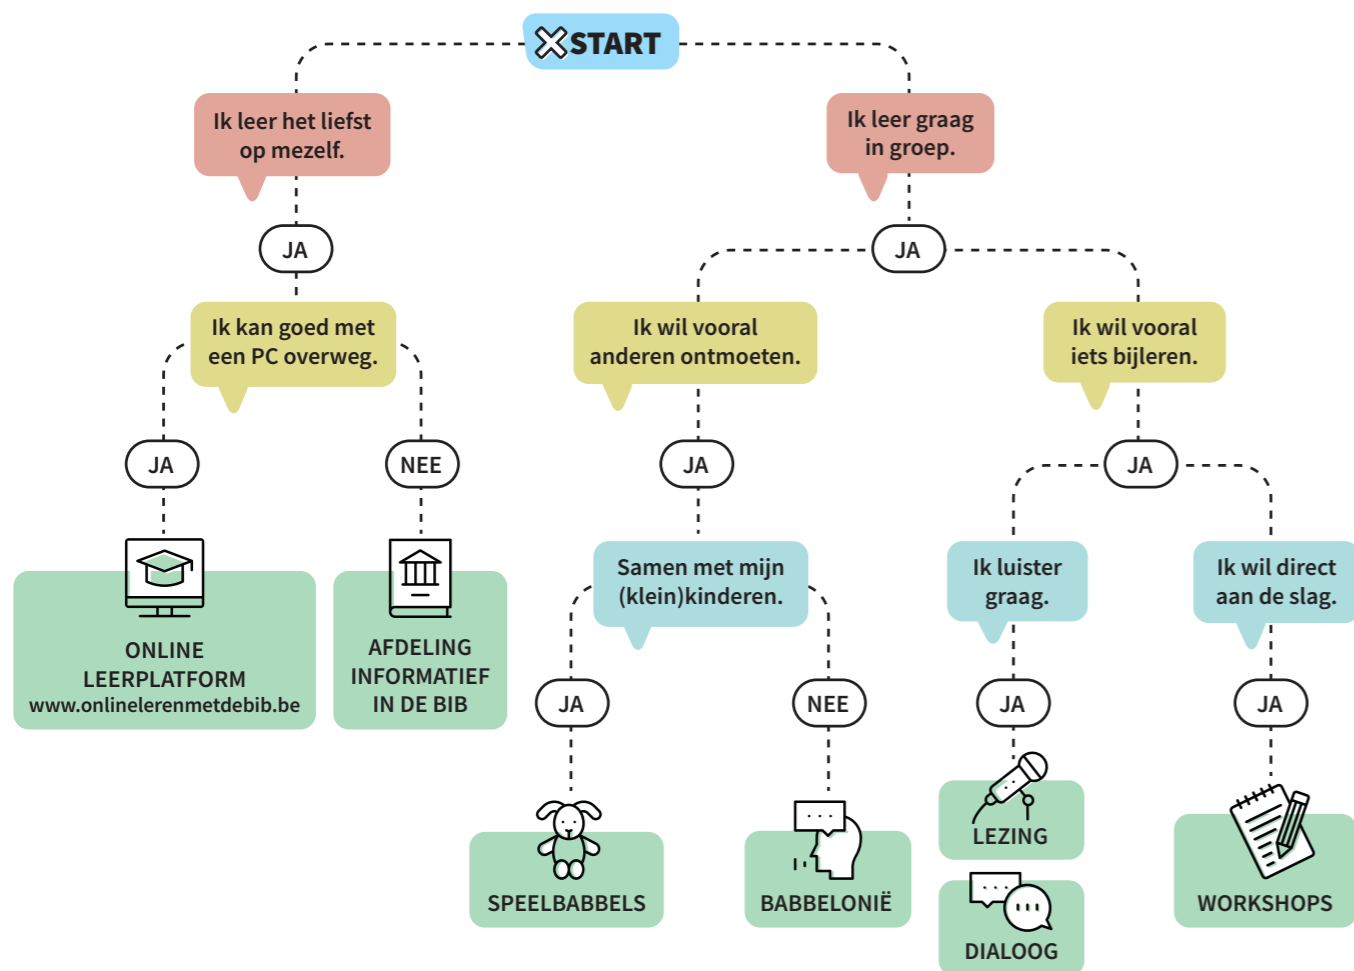 START
Ik leer het liefst
op mezelf.
Ik leer graag
in groep.
JA
JA
Ik kan goed met
een PC overweg.
Ik wil vooral
anderen ontmoeten.
Ik wil vooral
iets bijleren.
JA
NEE
JA
JA
ONLINE
LEERPLATFORM
www.onlinelerenmetdebib.be
AFDELING
INFORMATIEF
IN DE BIB
Samen met mijn
(klein)kinderen.
Ik luister
graag.
Ik wil direct
aan de slag.
JA
NEE
JA
JA
SPEELBABBELS
BABBELONIË
LEZING
DIALOOG
WORKSHOPS